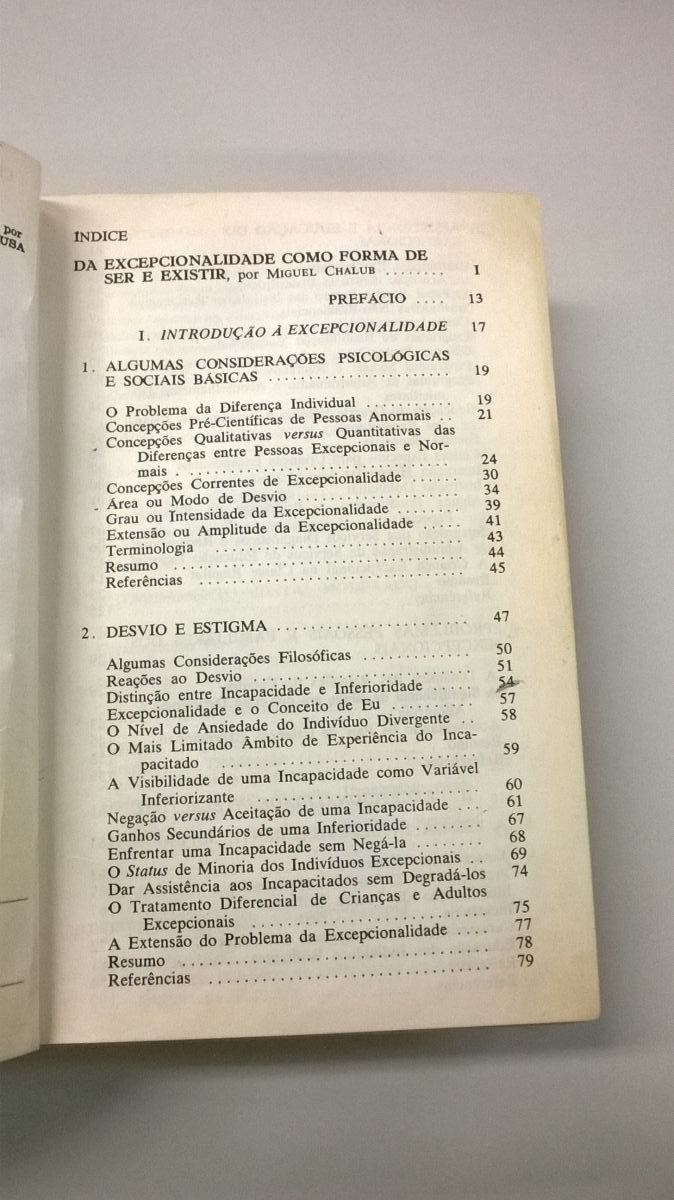 por
USA
ÍNDICE
DA EXCEPCIONALIDADE COMO FORMA DE
SER E EXISTIR, por MIGUEL CHALUB ........ I
PREFÁCIO .... 13
I. INTRODUÇÃO À EXCEPCIONALIDADE 17
1. ALGUMAS CONSIDERAÇÕES PSICOLÓGICAS
E SOCIAIS BÁSICAS ........................ 19
O Problema da Diferença Individual ........... 19
Concepções Pré-Científicas de Pessoas Anormais .. 21
Concepções Qualitativas versus Quantitativas das
Diferenças entre Pessoas Excepcionais e Nor-
mais .................................. 24
Concepções Correntes de Excepcionalidade ...... 30
Área ou Modo de Desvio ..................... 34
Grau ou Intensidade da Excepcionalidade ........ 39
Extensão ou Amplitude da Excepcionalidade ..... 41
Terminologia ................................ 43
Resumo .................................... 44
Referências ................................. 45
2. DESVIO E ESTIGMA ....................... 47
Algumas Considerações Filosóficas ............. 50
Reações ao Desvio .......................... 51
Distinção entre Incapacidade e Inferioridade ..... 54
Excepcionalidade e o Conceito de Eu .......... 57
O Nível de Ansiedade do Indivíduo Divergente .. 58
O Mais Limitado Âmbito de Experiência do Inca-
pacitado ................................ 59
A Visibilidade de uma Incapacidade como Variável
Inferiorizante ........................... 60
Negação versus Aceitação de uma Incapacidade .... 61
Ganhos Secundários de uma Inferioridade ........ 67
Enfrentar uma Incapacidade sem Negá-la ........ 68
O Status de Minoria dos Indivíduos Excepcionais .. 69
Dar Assistência aos Incapacitados sem Degradá-los 74
O Tratamento Diferencial de Crianças e Adultos
Excepcionais ............................ 75
A Extensão do Problema da Excepcionalidade .... 77
Resumo .................................... 78
Referências ................................. 79